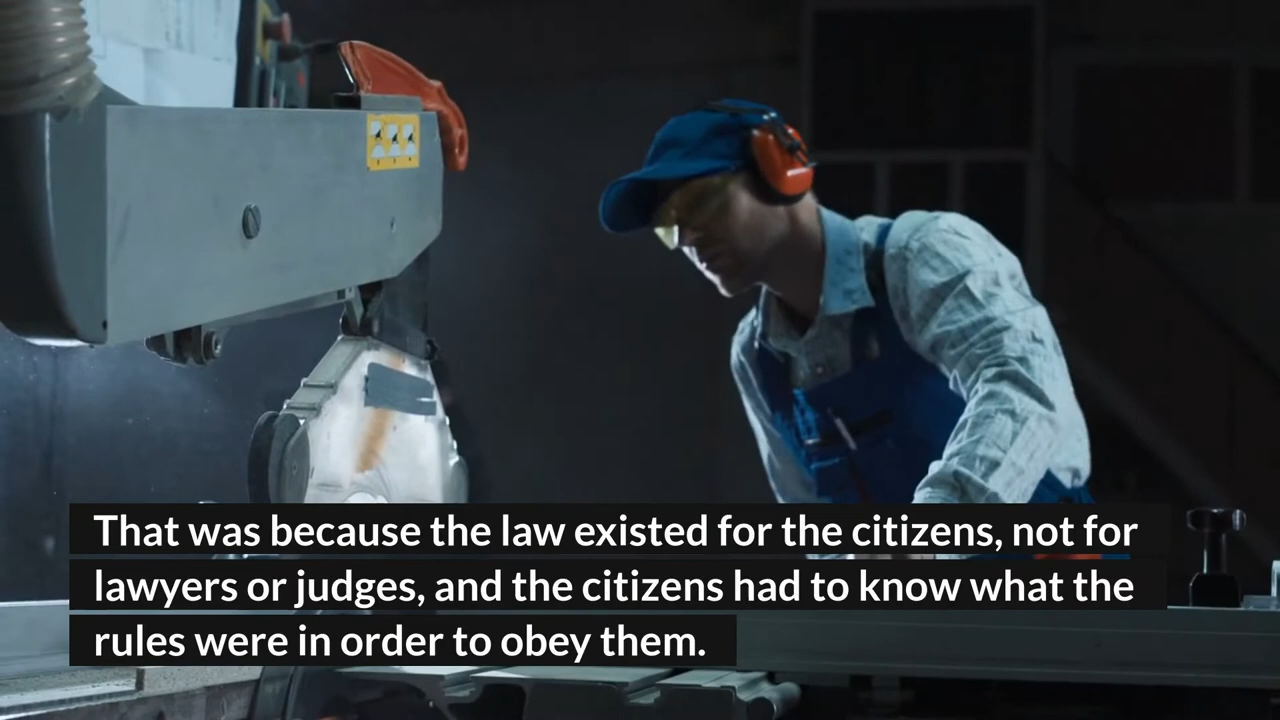 That was because the law existed for the citizens, not for
lawyers or judges, and the citizens had to know what the
rules were in order to obey them.